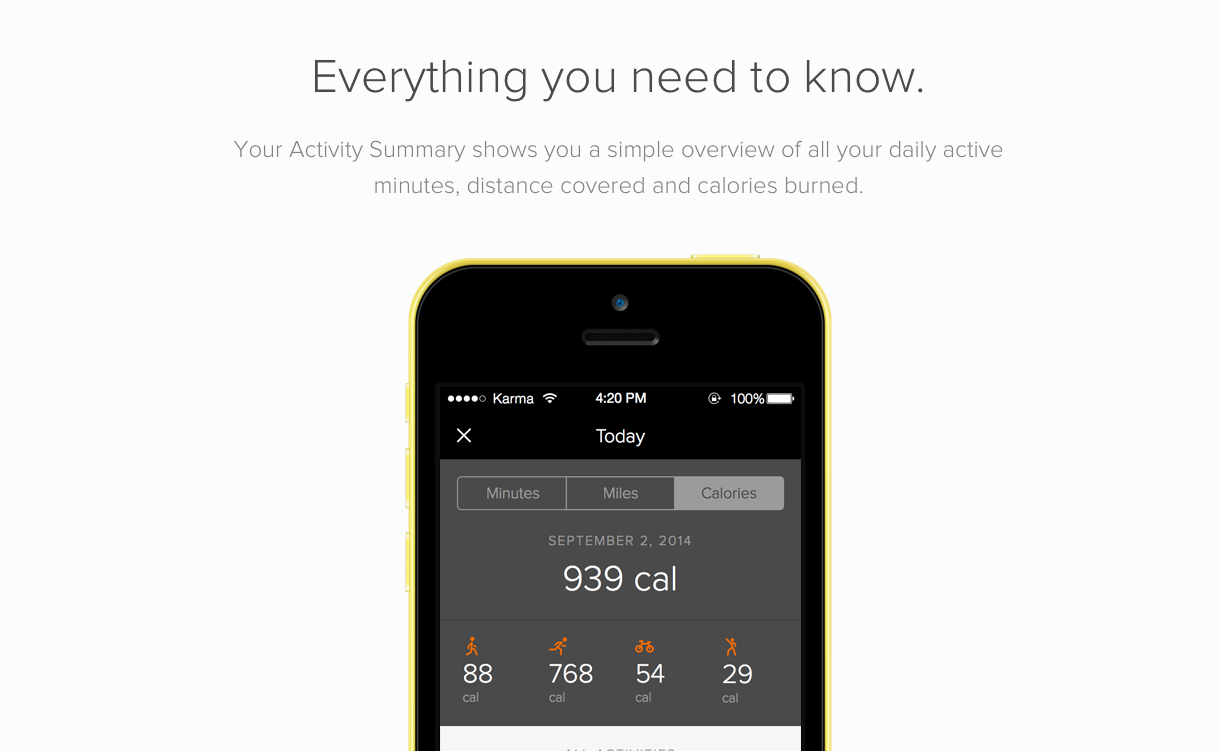 Everything you need to know.
Your Activity Summary shows you a simple overview of all your daily active
minutes, distance covered and calories burned.
Karma 4:20 PM 100%
Today
Minutes Miles Calories
SEPTEMBER 2, 2014
939 cal
88 768 54 29
cal cal cal cal
ALL ACTIVITIES